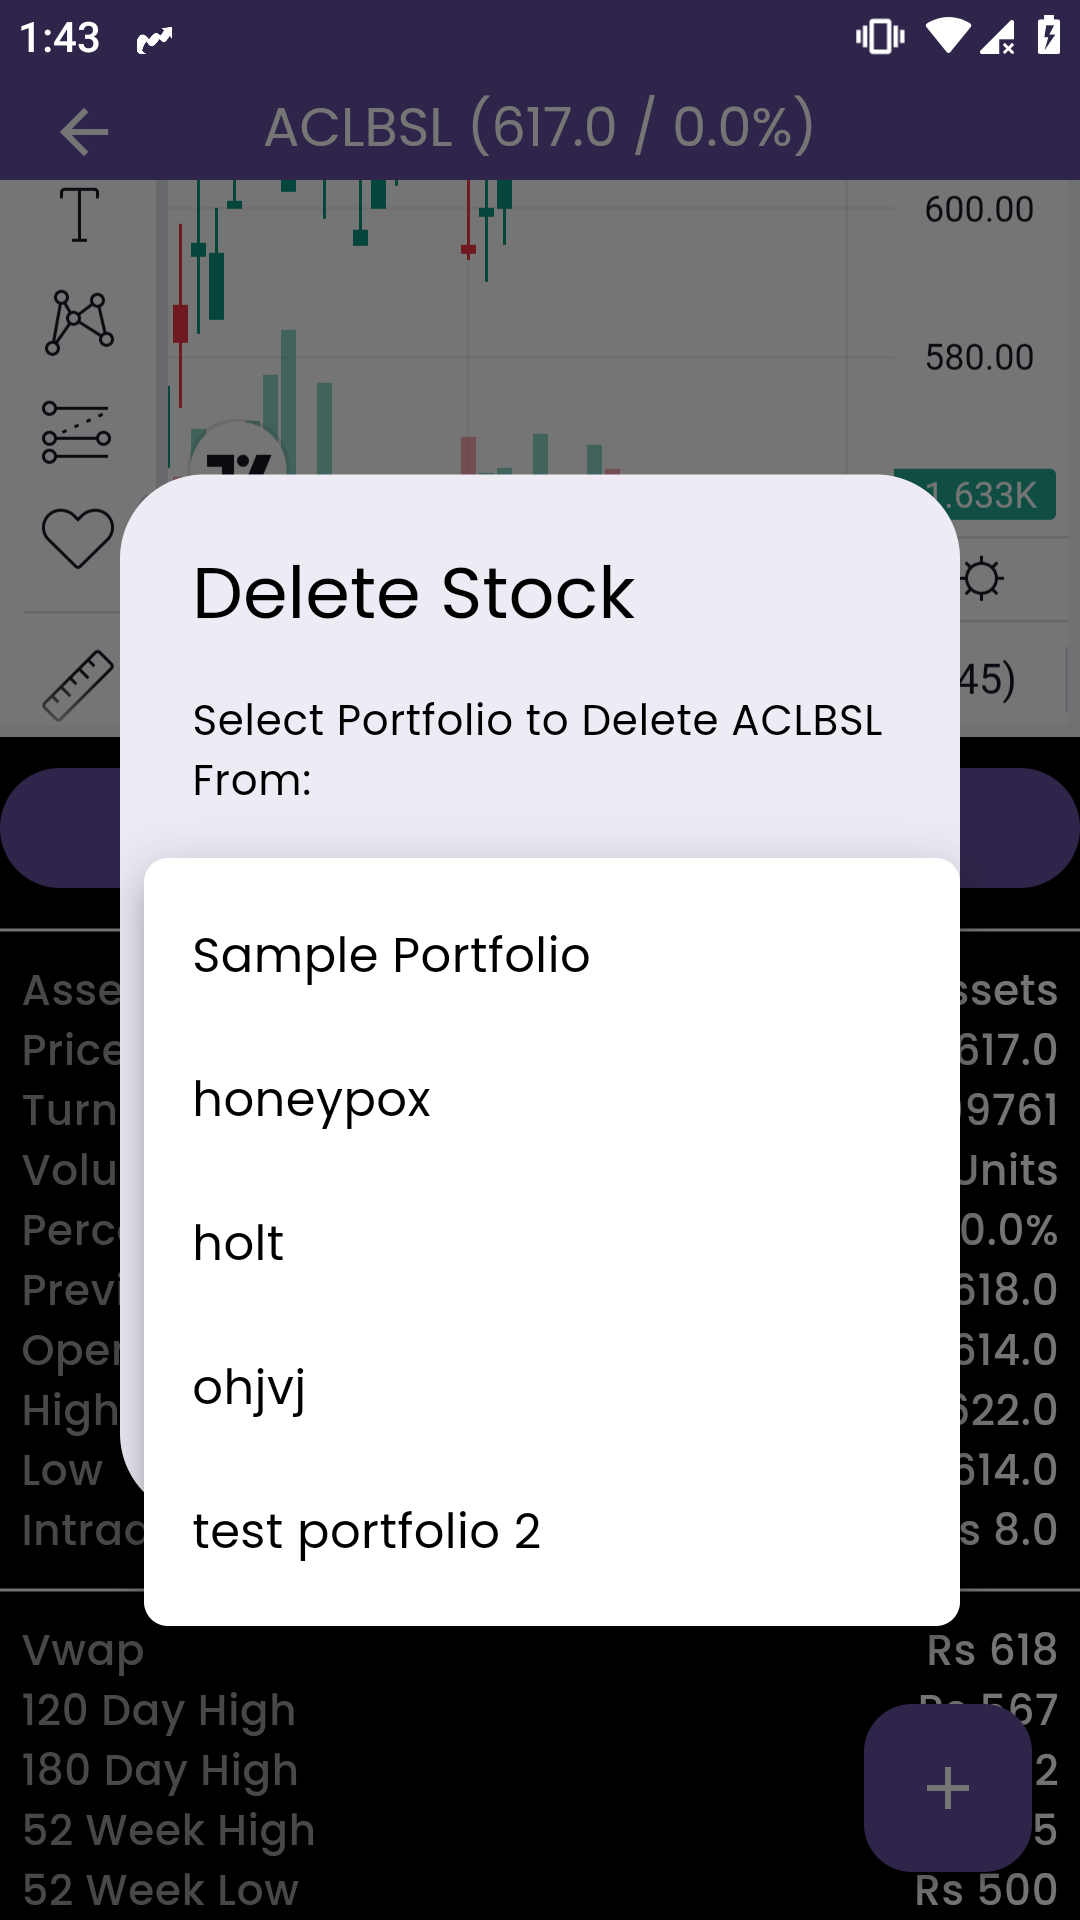 1:43
ACLBSL (617.0 / 0.0%)
600.00
580.00
1.633K
45)
Delete Stock
Select Portfolio to Delete ACLBSL
From:
Sample Portfolio
honeypox
holt
ohjvj
test portfolio 2
Asse
ssets
Price
617.0
Turn
9761
Volu
Units
Perc
0.0%
Previ
618.0
Oper
614.0
High
622.0
Low
614.0
Intrad
s 8.0
Vwap
Rs 618
120 Day High
Rs 567
180 Day High
2
52 Week High
5
52 Week Low
Rs 500